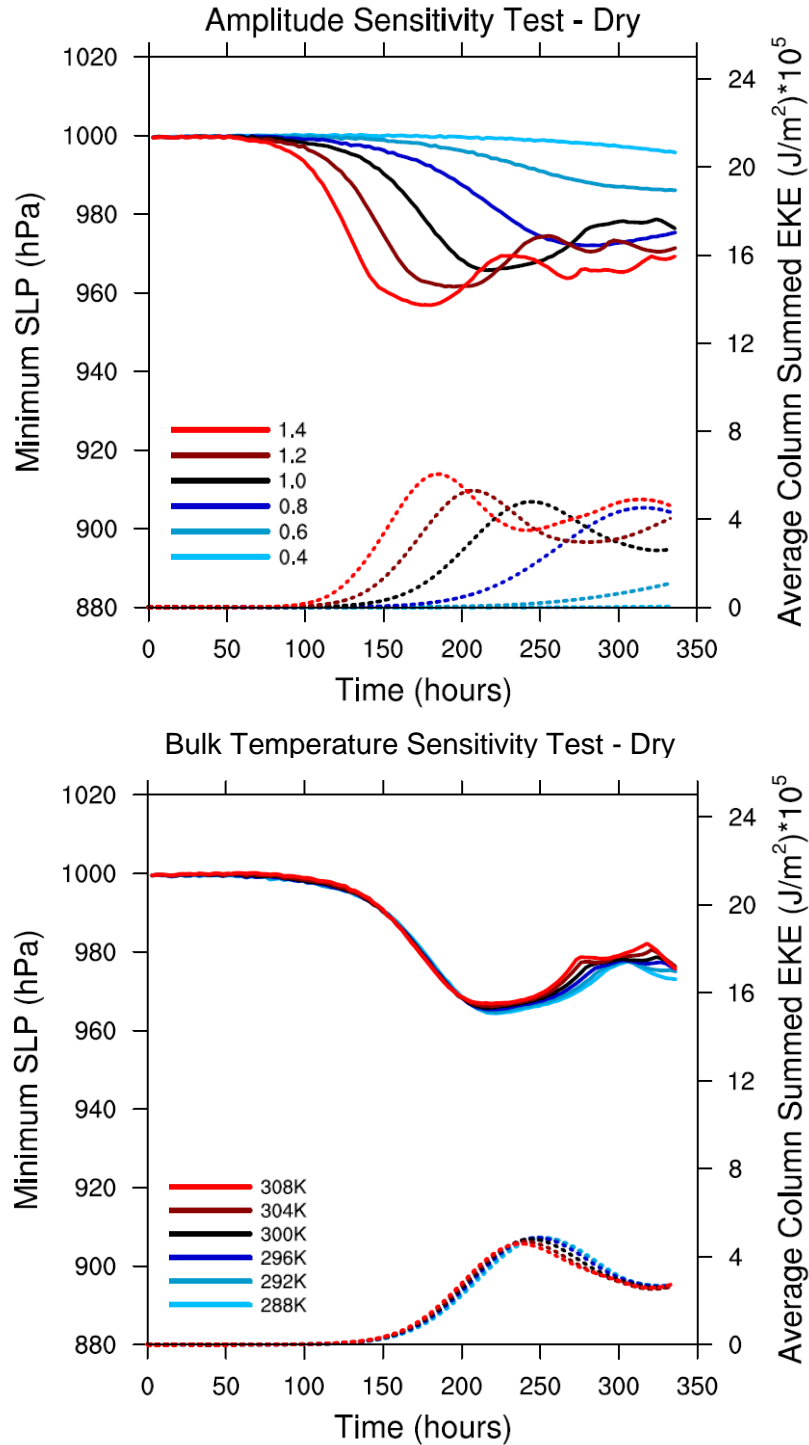 Amplitude Sensitivity Test - Dry
1020
1000
980
960
940
920
900
880
Minimum SLP (hPa)
24
20
16
12
8
4
0
Average Column Summed EKE (J/m²)*10⁵
1.4
1.2
1.0
0.8
0.6
0.4
0 50 100 150 200 250 300 350
Time (hours)
Bulk Temperature Sensitivity Test - Dry
1020
1000
980
960
940
920
900
880
Minimum SLP (hPa)
24
20
16
12
8
4
0
Average Column Summed EKE (J/m²)*10⁵
308K
304K
300K
296K
292K
288K
0 50 100 150 200 250 300 350
Time (hours)